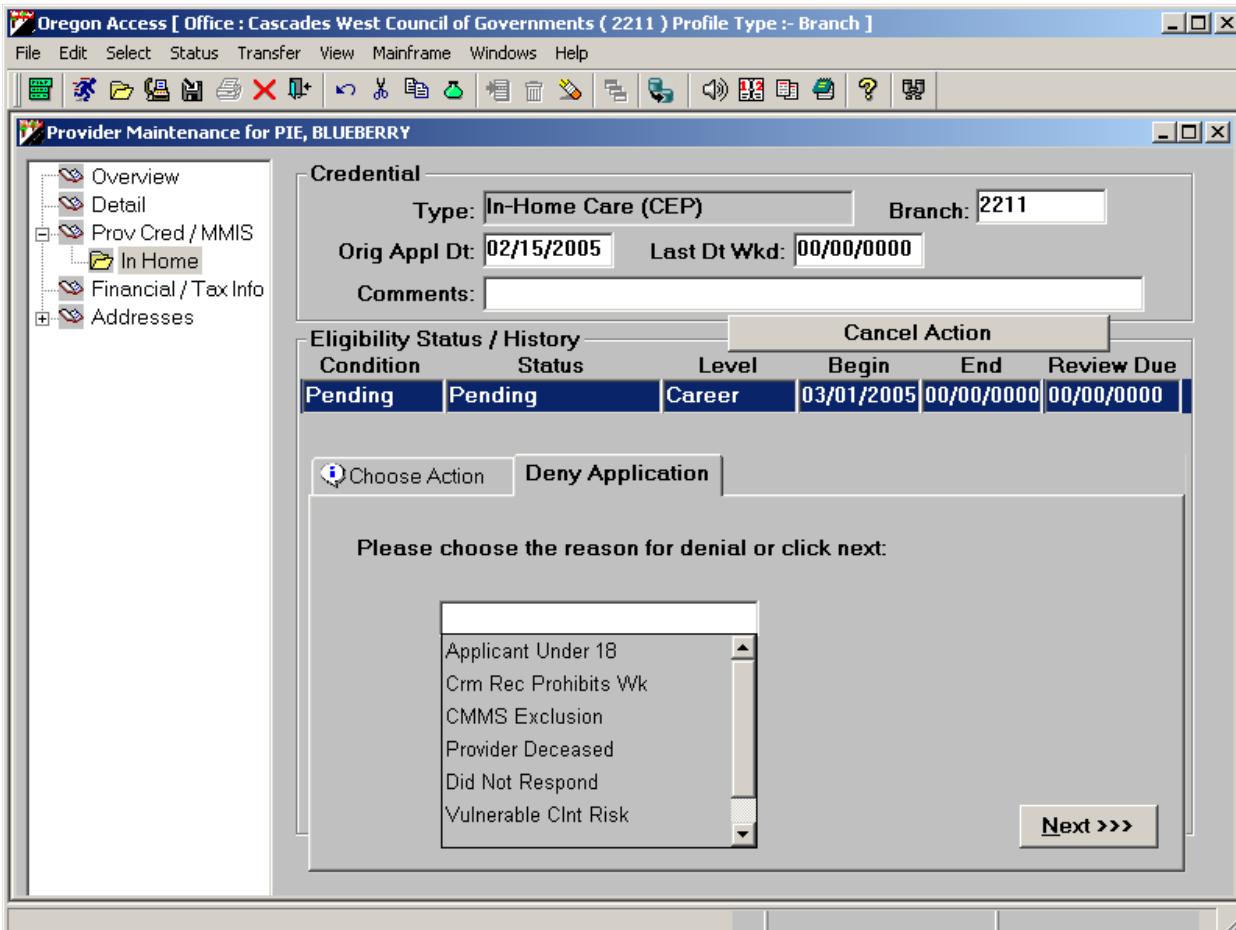 Oregon Access [ Office : Cascades West Council of Governments ( 2211 ) Profile Type :- Branch ]
File Edit Select Status Transfer View Mainframe Windows Help
Provider Maintenance for PIE, BLUEBERRY
Overview
Detail
Prov Cred / MMIS
In Home
Financial / Tax Info
Addresses
Credential
Type: In-Home Care (CEP) Branch: 2211
Orig Appl Dt: 02/15/2005 Last Dt Wkd: 00/00/0000
Comments:
Cancel Action
Eligibility Status / History
Condition Status Level Begin End Review Due
Pending Pending Career 03/01/2005 00/00/0000 00/00/0000
Choose Action Deny Application
Please choose the reason for denial or click next:
Applicant Under 18
Crm Rec Prohibits Wk
CMMS Exclusion
Provider Deceased
Did Not Respond
Vulnerable Clnt Risk
Next >>>